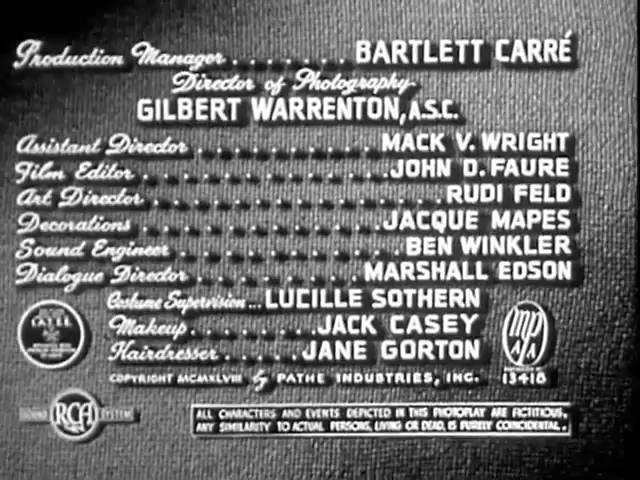 Production Manager . . . . . . . BARTLETT CARRÉ
Director of Photography
GILBERT WARRENTON, A.S.C.
Assistant Director . . . . . . . . . MACK V. WRIGHT
Film Editor . . . . . . . . . . . . JOHN D. FAURE
Art Director . . . . . . . . . . . . . . RUDI FELD
Decorations . . . . . . . . . . . . JACQUE MAPES
Sound Engineer . . . . . . . . . . . BEN WINKLER
Dialogue Director . . . . . . . . MARSHALL EDSON
Costume Supervision... LUCILLE SOTHERN
Makeup . . . . . . . JACK CASEY
Hairdresser . . . . . JANE GORTON
MPAA
13418
COPYRIGHT MCMXLVIII by PATHE INDUSTRIES, INC.
SOUND RCA SYSTEM
ALL CHARACTERS AND EVENTS DEPICTED IN THIS PHOTOPLAY ARE FICTITIOUS.
ANY SIMILARITY TO ACTUAL PERSONS, LIVING OR DEAD, IS PURELY COINCIDENTAL.